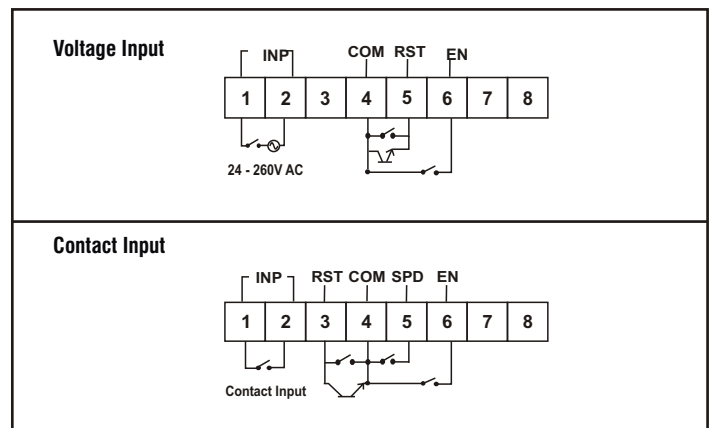 Voltage Input
INP COM RST EN
1 2 3 4 5 6 7 8
24 - 260V AC
Contact Input
INP RST COM SPD EN
1 2 3 4 5 6 7 8
Contact Input